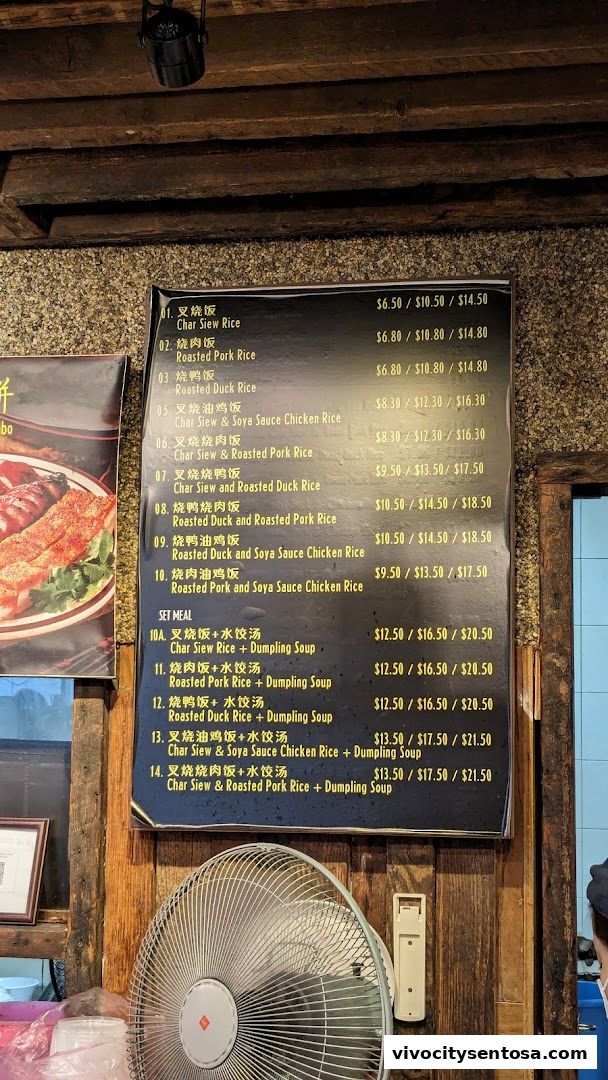 01. 叉烧饭 $6.50 / $10.50 / $14.50
Char Siew Rice
02. 烧肉饭 $6.80 / $10.80 / $14.80
Roasted Pork Rice
03. 烧鸭饭 $6.80 / $10.80 / $14.80
Roasted Duck Rice
05. 叉烧油鸡饭 $8.30 / $12.30 / $16.30
Char Siew & Soya Sauce Chicken Rice
06. 叉烧烧肉饭 $8.30 / $12.30 / $16.30
Char Siew & Roasted Pork Rice
07. 叉烧烧鸭饭 $9.50 / $13.50 / $17.50
Char Siew and Roasted Duck Rice
08. 烧鸭烧肉饭 $10.50 / $14.50 / $18.50
Roasted Duck and Roasted Pork Rice
09. 烧鸭油鸡饭 $10.50 / $14.50 / $18.50
Roasted Duck and Soya Sauce Chicken Rice
10. 烧肉油鸡饭 $9.50 / $13.50 / $17.50
Roasted Pork and Soya Sauce Chicken Rice
SET MEAL
10A. 叉烧饭+水饺汤 $12.50 / $16.50 / $20.50
Char Siew Rice + Dumpling Soup
11. 烧肉饭+水饺汤 $12.50 / $16.50 / $20.50
Roasted Pork Rice + Dumpling Soup
12. 烧鸭饭+ 水饺汤 $12.50 / $16.50 / $20.50
Roasted Duck Rice + Dumpling Soup
13. 叉烧油鸡饭+水饺汤 $13.50 / $17.50 / $21.50
Char Siew & Soya Sauce Chicken Rice + Dumpling Soup
14. 叉烧烧肉饭+水饺汤 $13.50 / $17.50 / $21.50
Char Siew & Roasted Pork Rice + Dumpling Soup
vivocitysentosa.com